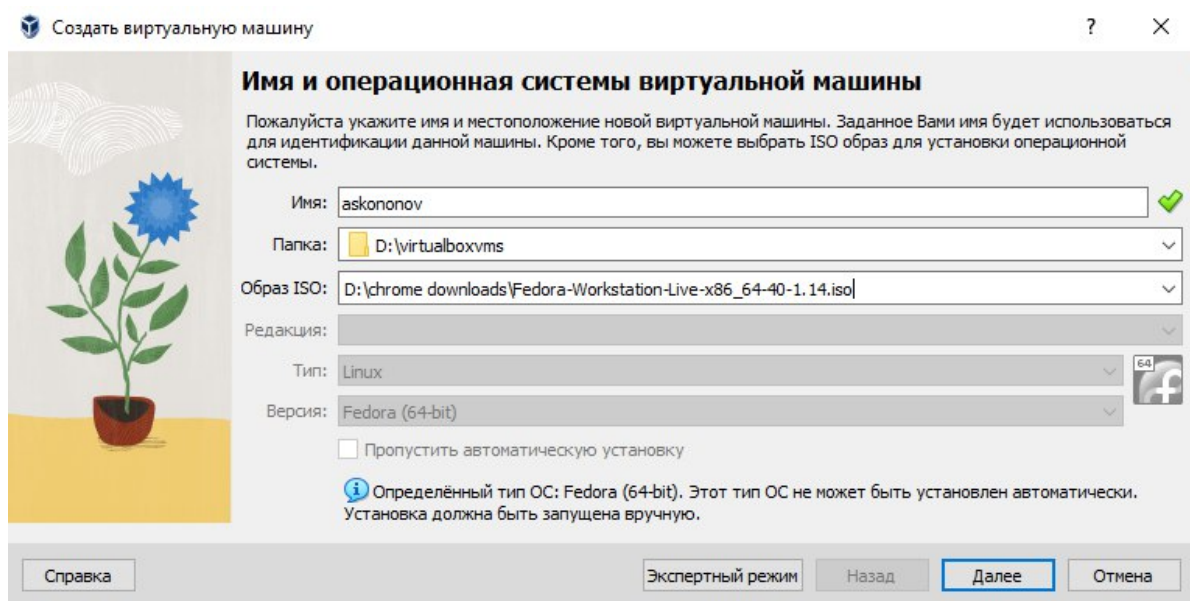 Создать виртуальную машину
?
Имя и операционная системы виртуальной машины
Пожалуйста укажите имя и местоположение новой виртуальной машины. Заданное Вами имя будет использоваться
для идентификации данной машины. Кроме того, вы можете выбрать ISO образ для установки операционной
системы.
Имя: askononov
Папка: D:\virtualboxvms
Образ ISO: D:\chrome downloads\Fedora-Workstation-Live-x86_64-40-1.14.iso
Редакция:
Тип: Linux
64
Версия: Fedora (64-bit)
Пропустить автоматическую установку
Определённый тип ОС: Fedora (64-bit). Этот тип ОС не может быть установлен автоматически.
Установка должна быть запущена вручную.
Справка Экспертный режим Назад Далее Отмена